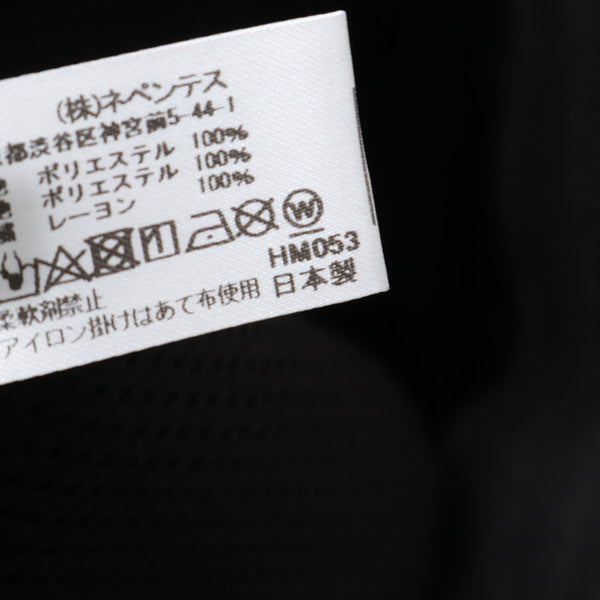 (株)ネペンテス
都渋谷区神宮前5-44-1
ポリエステル 100%
ポリエステル 100%
レーヨン 100%
W
HM053
柔軟剤禁止
アイロン掛けはあて布使用 日本製